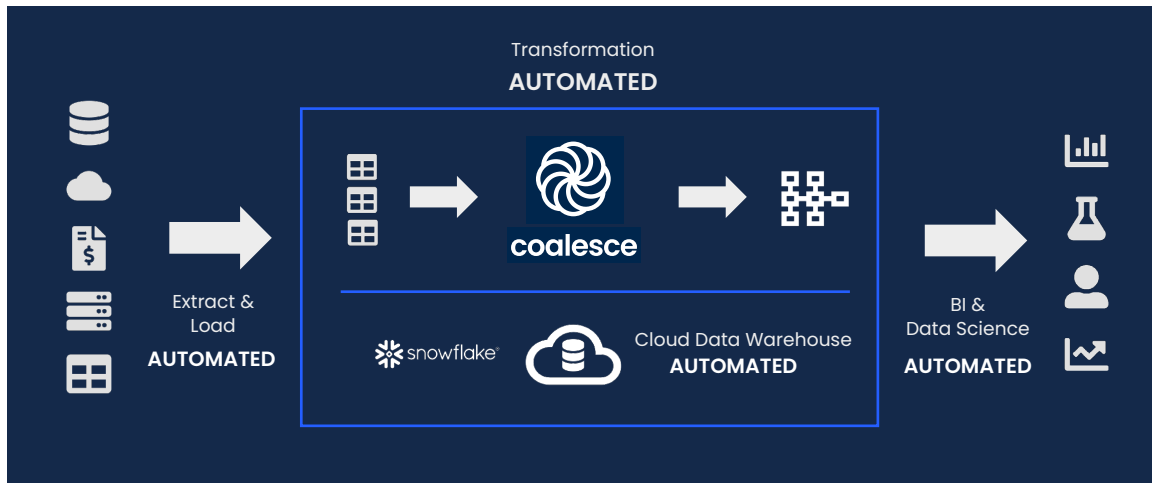 Transformation
AUTOMATED
$
coalesce
Extract &
Load
AUTOMATED
snowflake®
Cloud Data Warehouse
AUTOMATED
BI &
Data Science
AUTOMATED